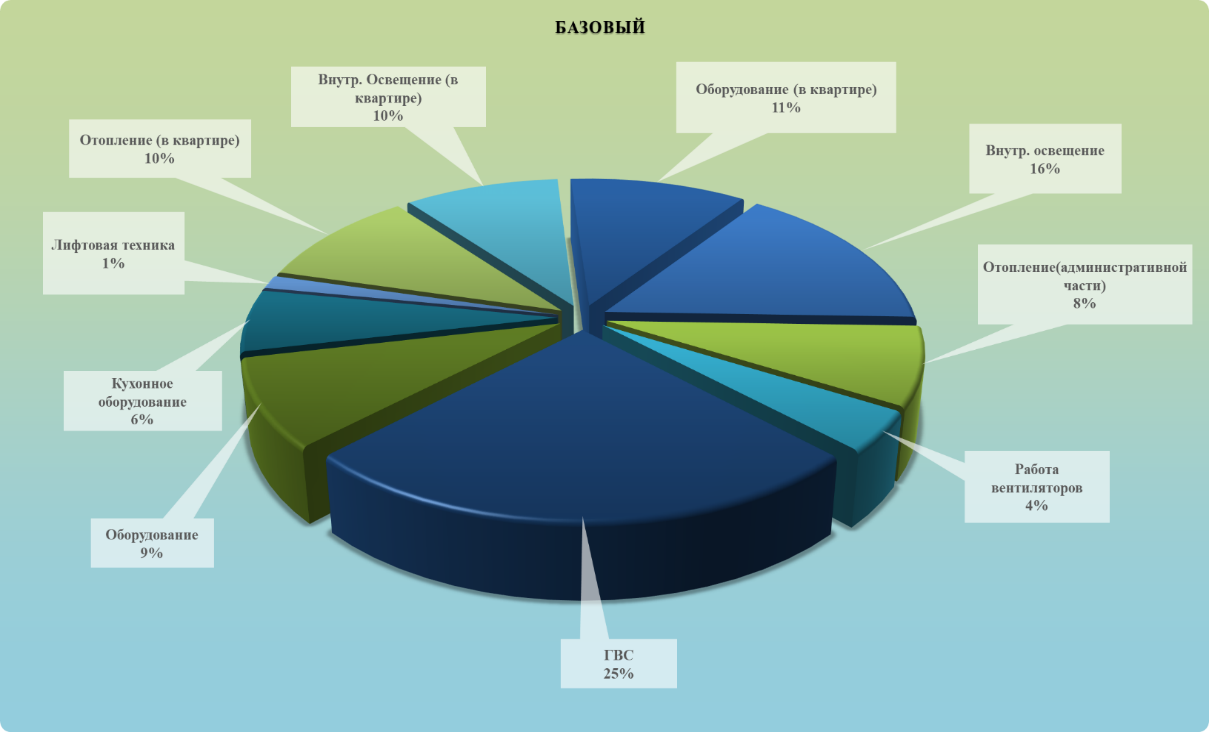 БАЗОВЫЙ
Внутр. Освещение (в
квартире)
10%
Оборудование (в квартире)
11%
Отопление (в квартире)
10%
Внутр. освещение
16%
Лифтовая техника
1%
Отопление(административной
части)
8%
Кухонное
оборудование
6%
Работа
вентиляторов
4%
Оборудование
9%
ГВС
25%